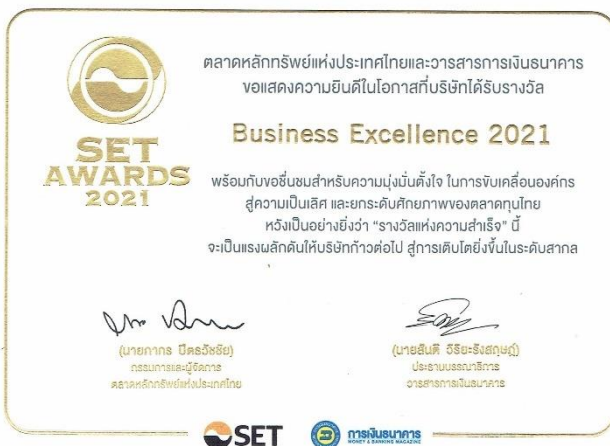 ตลาดหลักทรัพย์แห่งประเทศไทยและวารสารการเงินธนาคาร
ขอแสดงความยินดีในโอกาสที่บริษัทได้รับรางวัล
Business Excellence 2021
SET
AWARDS
2021
พร้อมกับขอชื่นชมสำหรับความมุ่งมั่นตั้งใจ ในการขับเคลื่อนองค์กร
สู่ความเป็นเลิศ และยกระดับศักยภาพของตลาดทุนไทย
หวังเป็นอย่างยิ่งว่า “รางวัลแห่งความสำเร็จ” นี้
จะเป็นแรงผลักดันให้บริษัทก้าวต่อไป สู่การเติบโตยิ่งขึ้นในระดับสากล
(นายภากร ปีตธวัชชัย)
กรรมการและผู้จัดการ
ตลาดหลักทรัพย์แห่งประเทศไทย
(นายสันติ วิริยะรังสฤษฎ์)
ประธานบรรณาธิการ
วารสารการเงินธนาคาร
SET
การเงินธนาคาร
MONEY & BANKING MAGAZINE